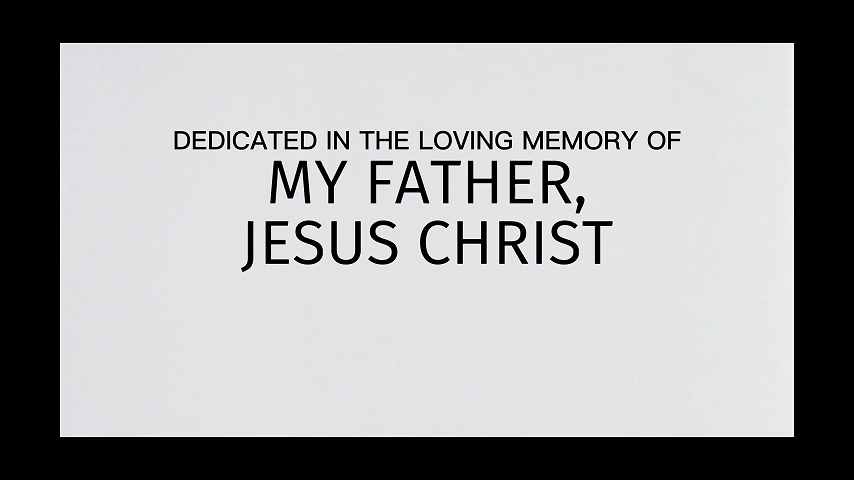 DEDICATED IN THE LOVING MEMORY OF
MY FATHER,
JESUS CHRIST